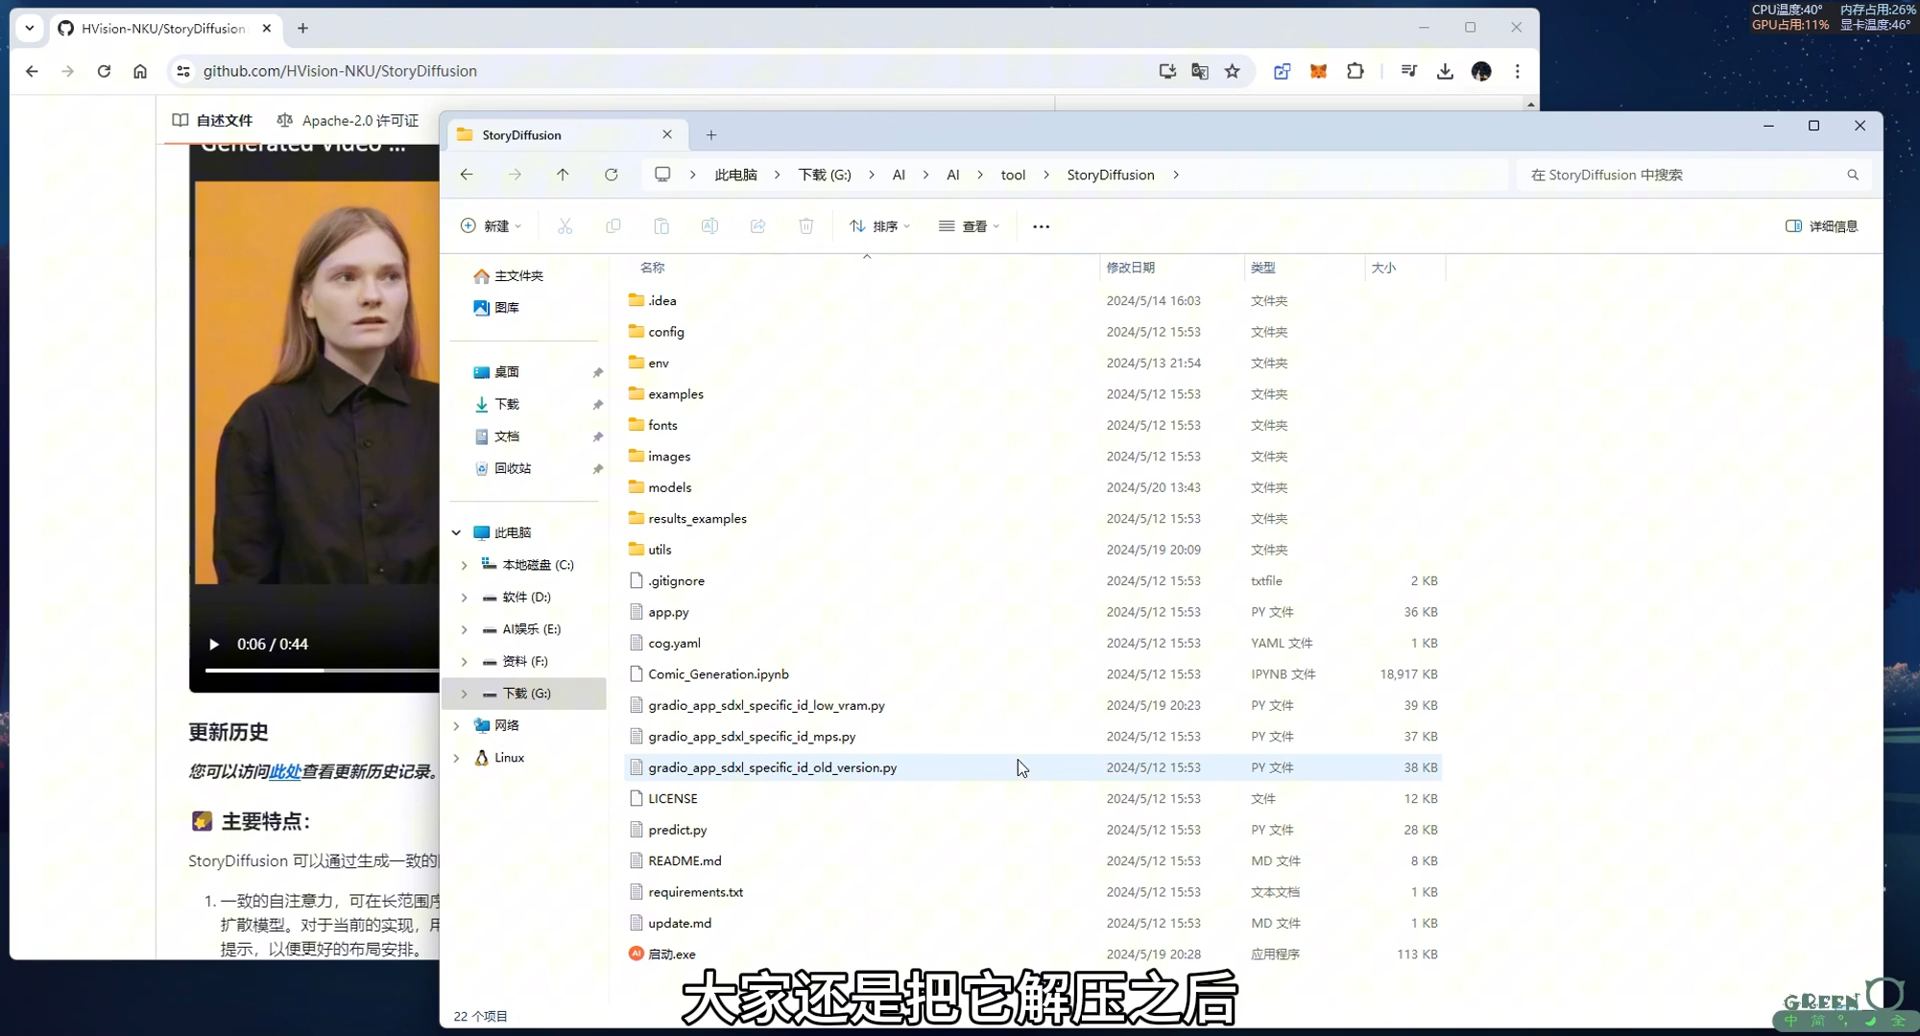 CPU温度:40° 内存占用:26%
GPU占用:11% 显卡温度:46°
HVision-NKU/StoryDiffusion
github.com/HVision-NKU/StoryDiffusion
自述文件 Apache-2.0 许可证
Generated Video ...
0:06 / 0:44
更新历史
您可以访问此处查看更新历史记录。
主要特点：
StoryDiffusion 可以通过生成一致的
1. 一致的自注意力，可在长范围序
扩散模型。对于当前的实现，用
提示，以便更好的布局安排。
StoryDiffusion
此电脑 下载 (G:) AI AI tool StoryDiffusion
在 StoryDiffusion 中搜索
新建 排序 查看 ... 详细信息
主文件夹
图库
桌面
下载
文档
回收站
此电脑
本地磁盘 (C:)
软件 (D:)
AI娱乐 (E:)
资料 (F:)
下载 (G:)
网络
Linux
名称 修改日期 类型 大小
.idea 2024/5/14 16:03 文件夹
config 2024/5/12 15:53 文件夹
env 2024/5/13 21:54 文件夹
examples 2024/5/12 15:53 文件夹
fonts 2024/5/12 15:53 文件夹
images 2024/5/12 15:53 文件夹
models 2024/5/20 13:43 文件夹
results_examples 2024/5/12 15:53 文件夹
utils 2024/5/19 20:09 文件夹
.gitignore 2024/5/12 15:53 txtfile 2 KB
app.py 2024/5/12 15:53 PY 文件 36 KB
cog.yaml 2024/5/12 15:53 YAML 文件 1 KB
Comic_Generation.ipynb 2024/5/12 15:53 IPYNB 文件 18,917 KB
gradio_app_sdxl_specific_id_low_vram.py 2024/5/19 20:23 PY 文件 39 KB
gradio_app_sdxl_specific_id_mps.py 2024/5/12 15:53 PY 文件 37 KB
gradio_app_sdxl_specific_id_old_version.py 2024/5/12 15:53 PY 文件 38 KB
LICENSE 2024/5/12 15:53 文件 12 KB
predict.py 2024/5/12 15:53 PY 文件 28 KB
README.md 2024/5/12 15:53 MD 文件 8 KB
requirements.txt 2024/5/12 15:53 文本文档 1 KB
update.md 2024/5/12 15:53 MD 文件 1 KB
启动.exe 2024/5/19 20:28 应用程序 113 KB
22 个项目
大家还是把它解压之后
GREEN
中 简 全